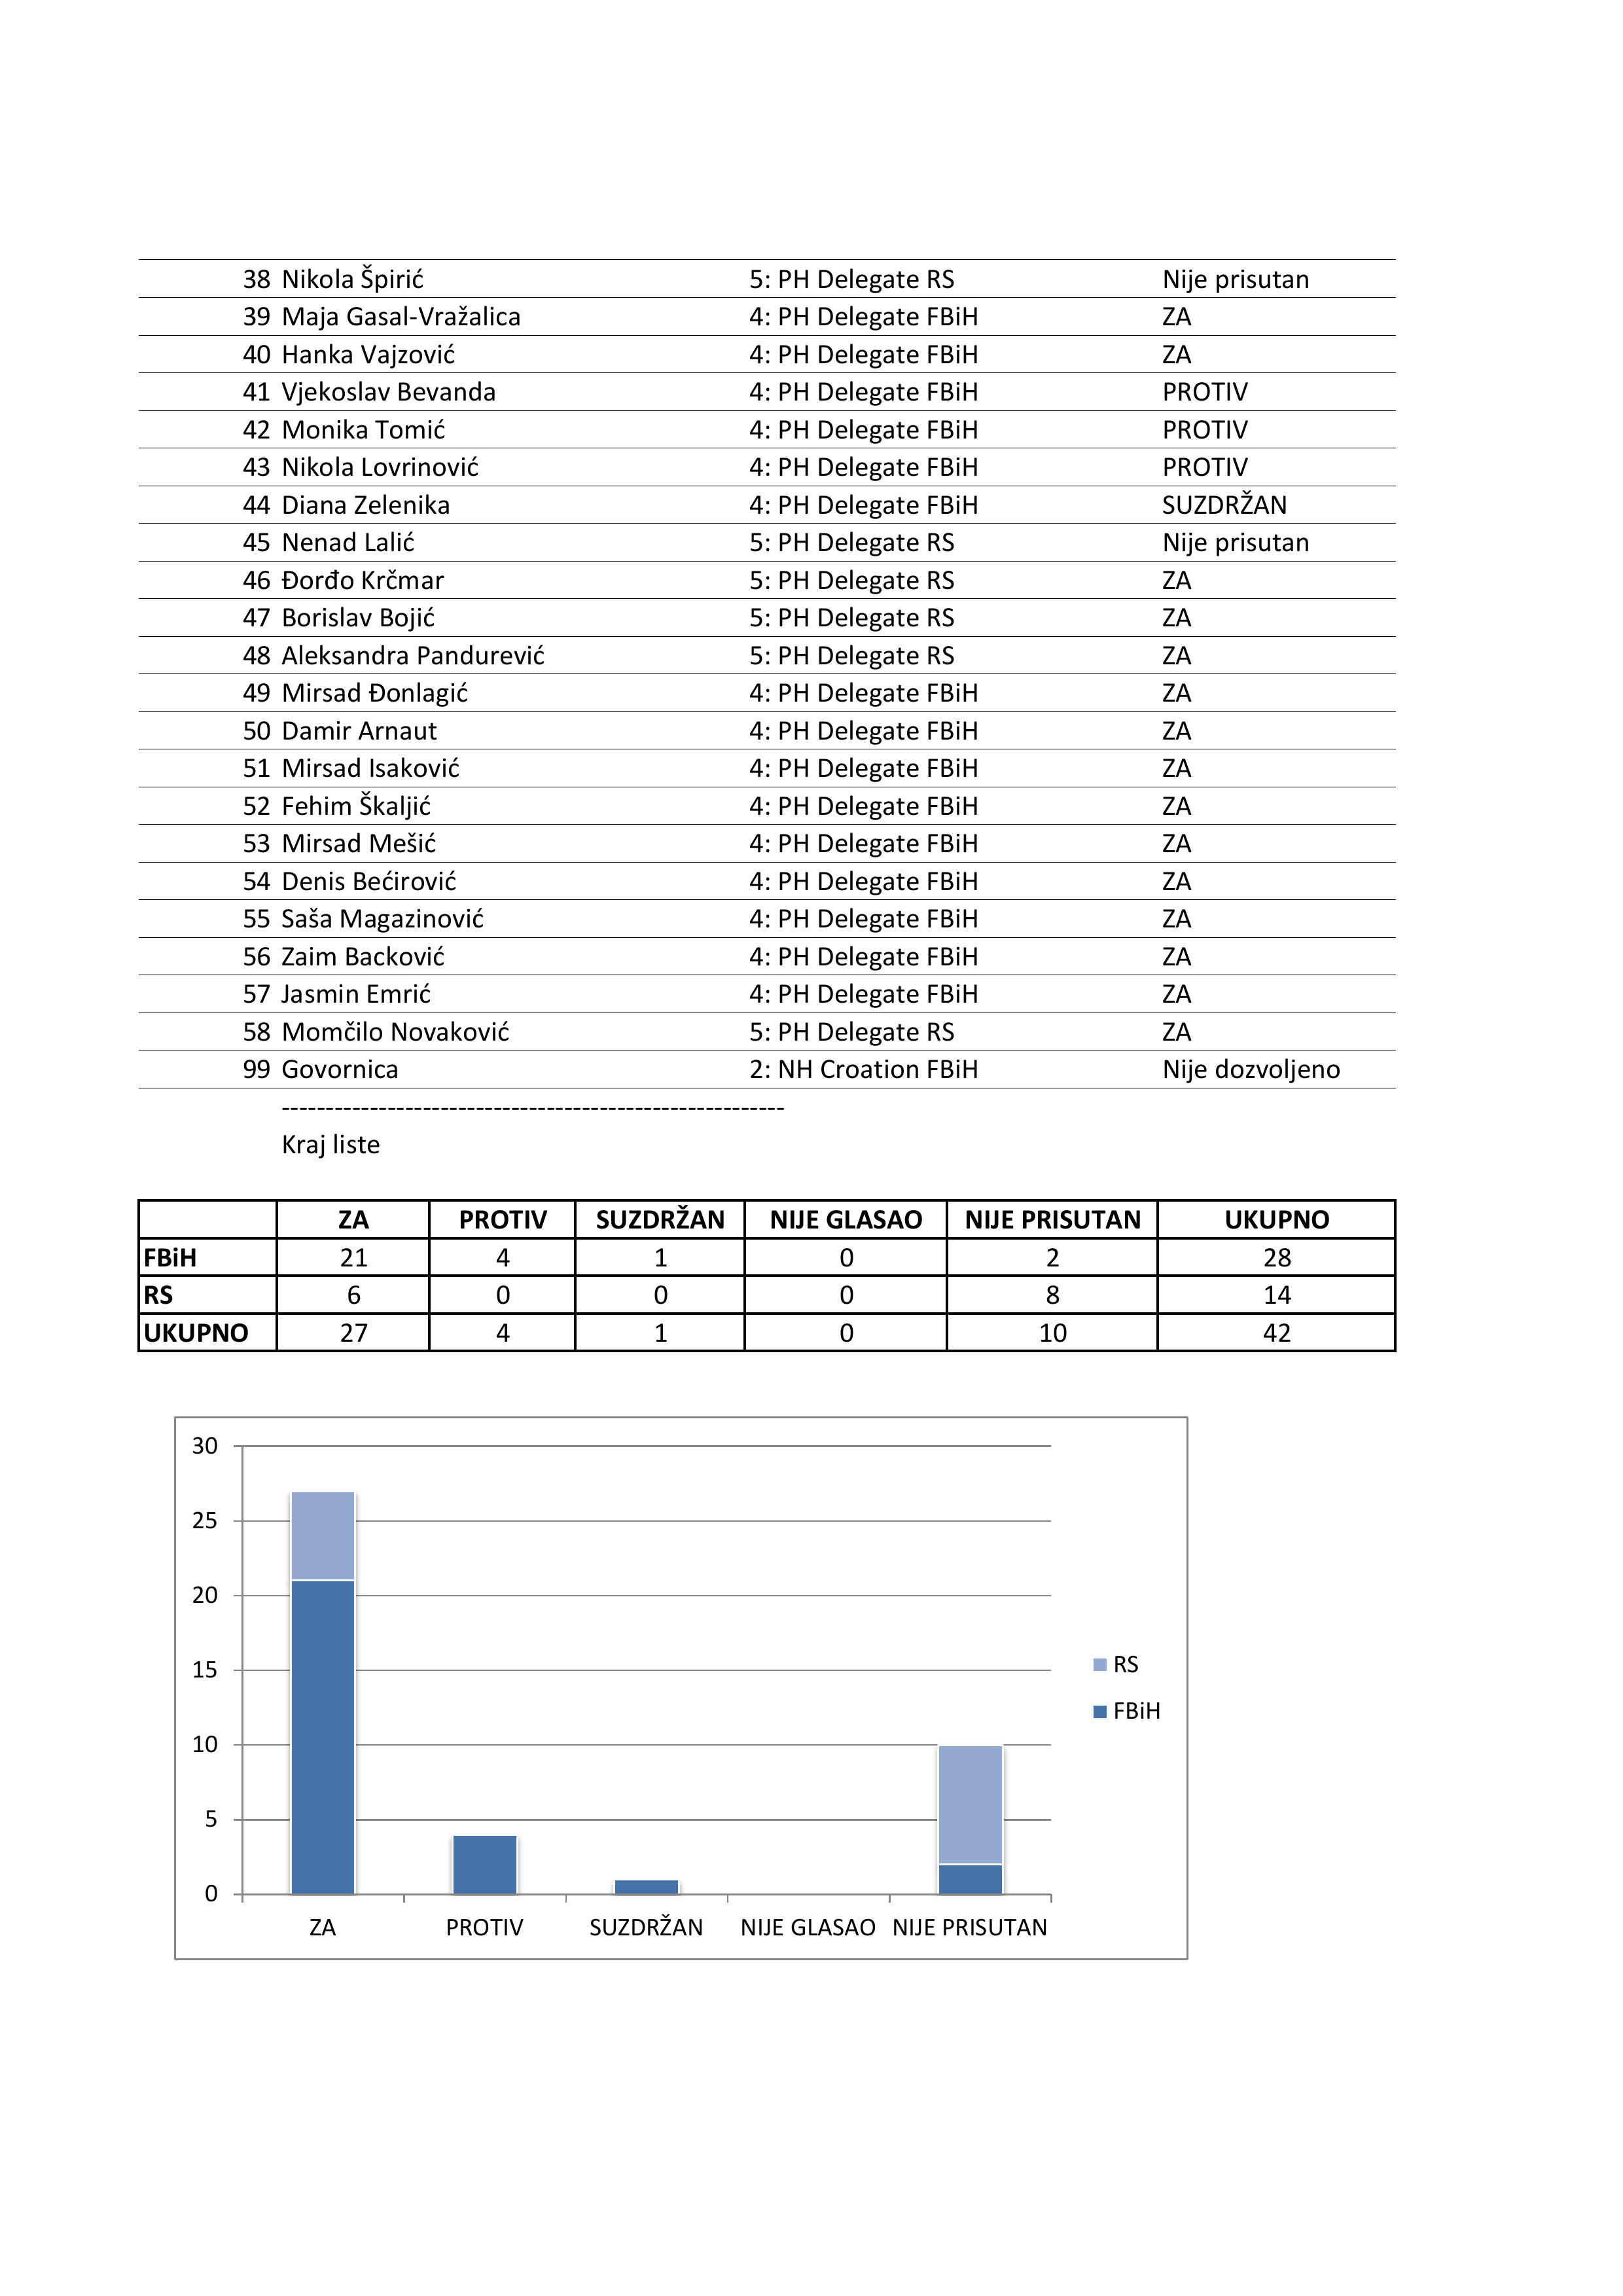 38 Nikola Špirić 5: PH Delegate RS Nije prisutan
39 Maja Gasal-Vražalica 4: PH Delegate FBiH ZA
40 Hanka Vajzović 4: PH Delegate FBiH ZA
41 Vjekoslav Bevanda 4: PH Delegate FBiH PROTIV
42 Monika Tomić 4: PH Delegate FBiH PROTIV
43 Nikola Lovrinović 4: PH Delegate FBiH PROTIV
44 Diana Zelenika 4: PH Delegate FBiH SUZDRŽAN
45 Nenad Lalić 5: PH Delegate RS Nije prisutan
46 Đorđo Krčmar 5: PH Delegate RS ZA
47 Borislav Bojić 5: PH Delegate RS ZA
48 Aleksandra Pandurević 5: PH Delegate RS ZA
49 Mirsad Đonlagić 4: PH Delegate FBiH ZA
50 Damir Arnaut 4: PH Delegate FBiH ZA
51 Mirsad Isaković 4: PH Delegate FBiH ZA
52 Fehim Škaljić 4: PH Delegate FBiH ZA
53 Mirsad Mešić 4: PH Delegate FBiH ZA
54 Denis Bećirović 4: PH Delegate FBiH ZA
55 Saša Magazinović 4: PH Delegate FBiH ZA
56 Zaim Backović 4: PH Delegate FBiH ZA
57 Jasmin Emrić 4: PH Delegate FBiH ZA
58 Momčilo Novaković 5: PH Delegate RS ZA
99 Govornica 2: NH Croation FBiH Nije dozvoljeno
---------------------------------------------------------
Kraj liste
ZA PROTIV SUZDRŽAN NIJE GLASAO NIJE PRISUTAN UKUPNO
FBiH 21 4 1 0 2 28
RS 6 0 0 0 8 14
UKUPNO 27 4 1 0 10 42
30
25
20
15
10
5
0
ZA PROTIV SUZDRŽAN NIJE GLASAO NIJE PRISUTAN
RS
FBiH